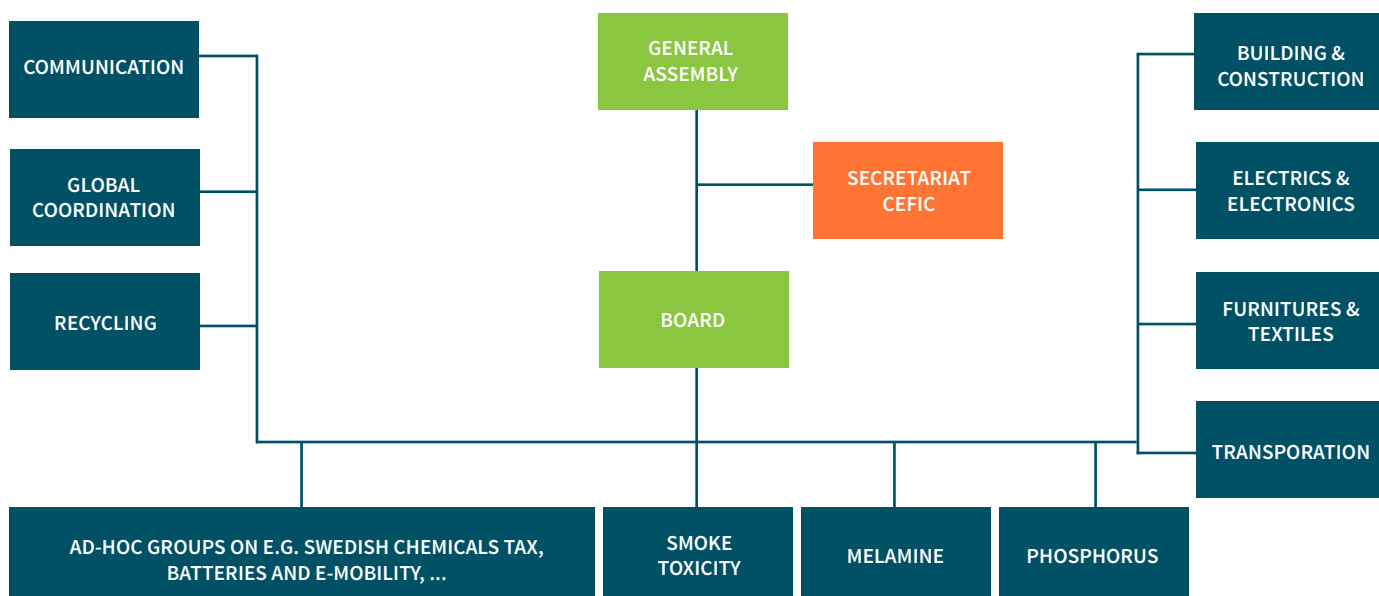 COMMUNICATION
GLOBAL
COORDINATION
RECYCLING
GENERAL
ASSEMBLY
SECRETARIAT
CEFIC
BOARD
BUILDING &
CONSTRUCTION
ELECTRICS &
ELECTRONICS
FURNITURES &
TEXTILES
TRANSPORATION
AD-HOC GROUPS ON E.G. SWEDISH CHEMICALS TAX,
BATTERIES AND E-MOBILITY, ...
SMOKE
TOXICITY
MELAMINE
PHOSPHORUS